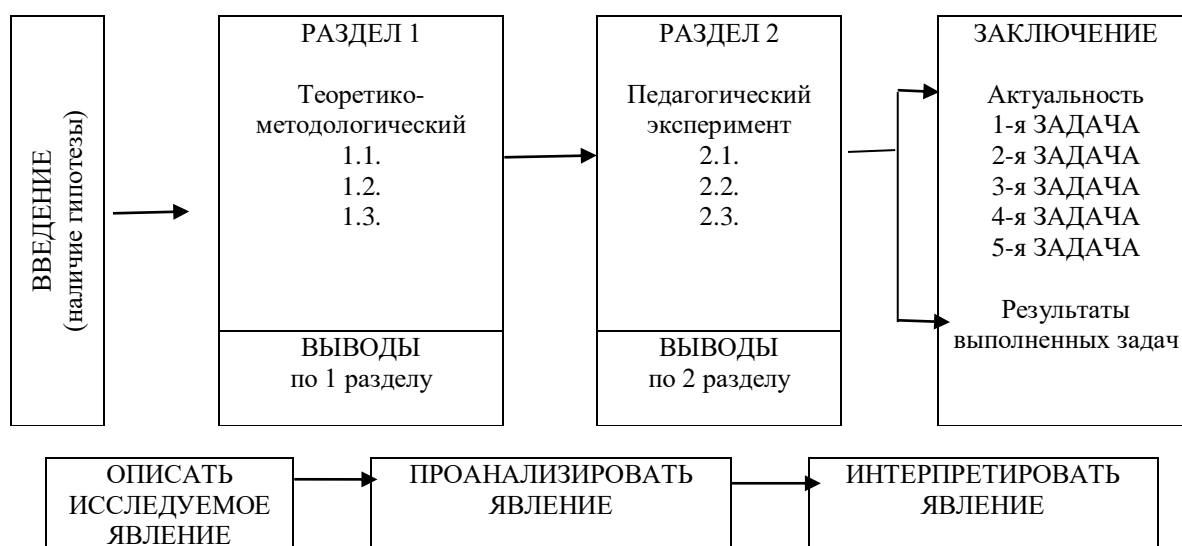 ВВЕДЕНИЕ
(наличие гипотезы)
РАЗДЕЛ 1
Теоретико-
методологический
1.1.
1.2.
1.3.
ВЫВОДЫ
по 1 разделу
РАЗДЕЛ 2
Педагогический
эксперимент
2.1.
2.2.
2.3.
ВЫВОДЫ
по 2 разделу
ЗАКЛЮЧЕНИЕ
Актуальность
1-я ЗАДАЧА
2-я ЗАДАЧА
3-я ЗАДАЧА
4-я ЗАДАЧА
5-я ЗАДАЧА
Результаты
выполненных задач
ОПИСАТЬ
ИССЛЕДУЕМОЕ
ЯВЛЕНИЕ
ПРОАНАЛИЗИРОВАТЬ
ЯВЛЕНИЕ
ИНТЕРПРЕТИРОВАТЬ
ЯВЛЕНИЕ